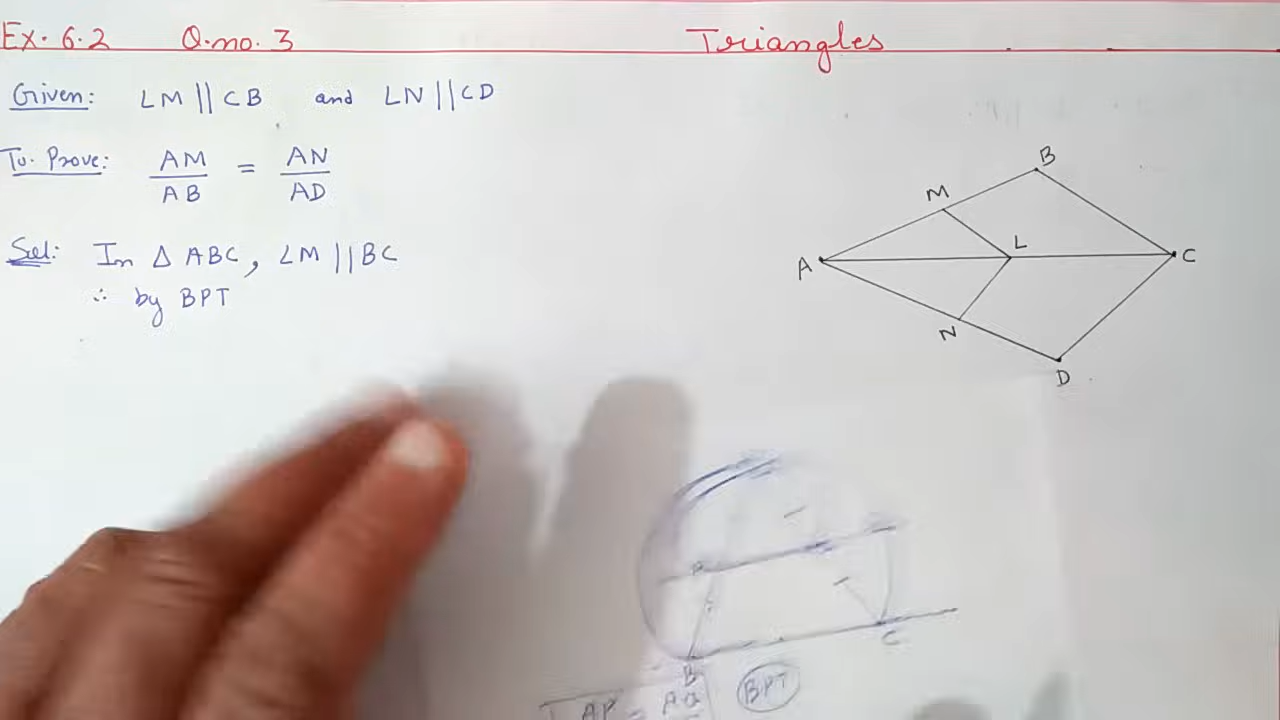 Ex. 6.2 Q.no. 3 Triangles
Given: LM || CB and LN || CD
To Prove: AM/AB = AN/AD
Sol: In Δ ABC, LM || BC
∴ by BPT
B
M
L
A
C
N
D
C
B
BPT
AP =